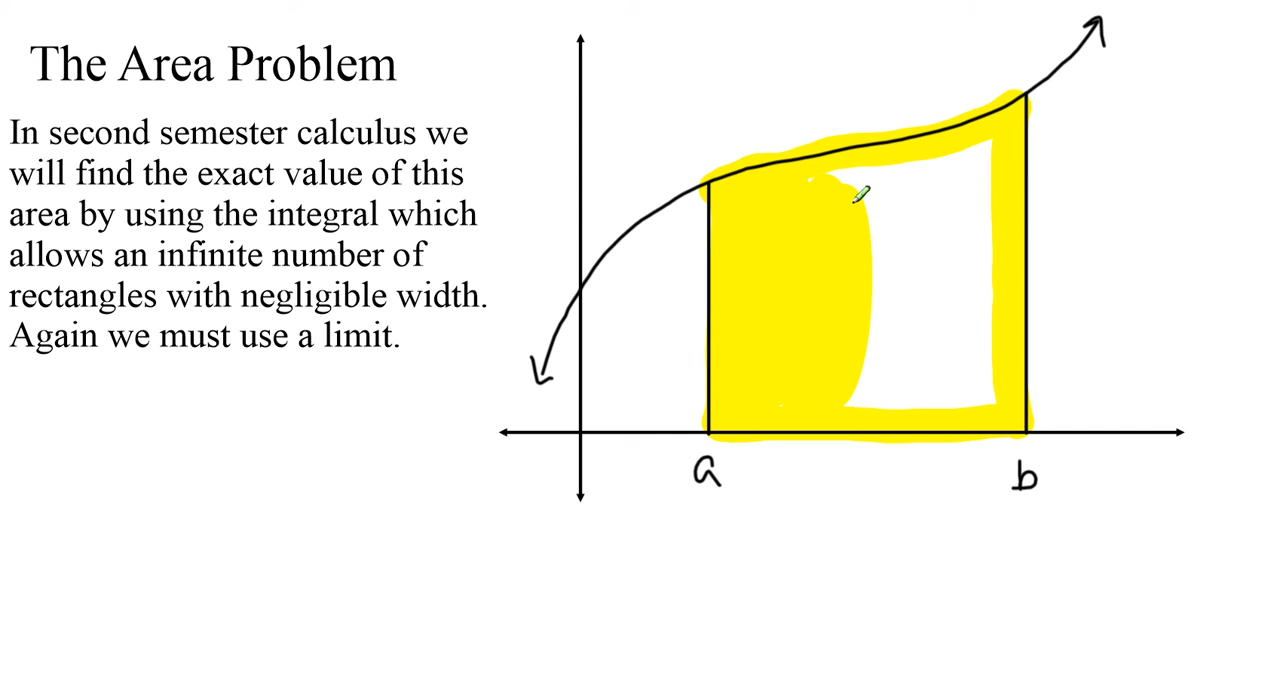 The Area Problem
In second semester calculus we
will find the exact value of this
area by using the integral which
allows an infinite number of
rectangles with negligible width.
Again we must use a limit.
a
b